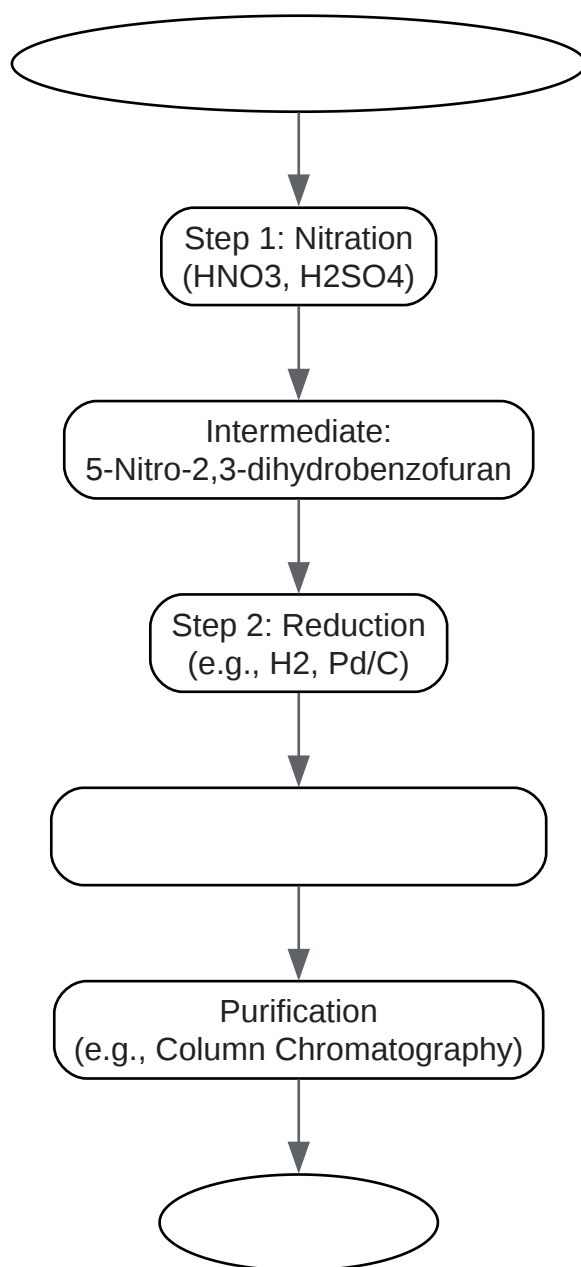 Step 1: Nitration
(HNO3, H2SO4)
Intermediate:
5-Nitro-2,3-dihydrobenzofuran
Step 2: Reduction
(e.g., H2, Pd/C)
Purification
(e.g., Column Chromatography)